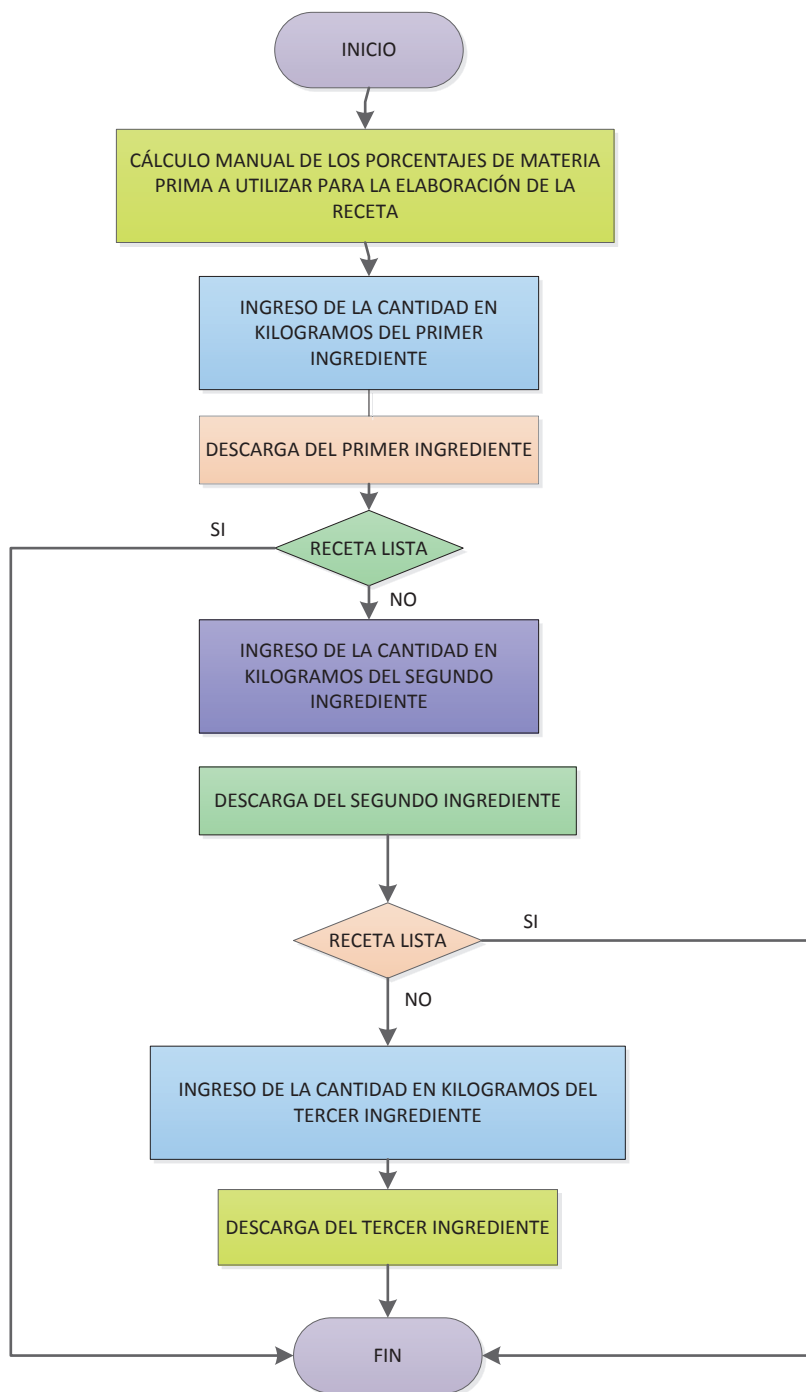 INICIO
CÁLCULO MANUAL DE LOS PORCENTAJES DE MATERIA
PRIMA A UTILIZAR PARA LA ELABORACIÓN DE LA
RECETA
INGRESO DE LA CANTIDAD EN
KILOGRAMOS DEL PRIMER
INGREDIENTE
DESCARGA DEL PRIMER INGREDIENTE
SI
RECETA LISTA
NO
INGRESO DE LA CANTIDAD EN
KILOGRAMOS DEL SEGUNDO
INGREDIENTE
DESCARGA DEL SEGUNDO INGREDIENTE
SI
RECETA LISTA
NO
INGRESO DE LA CANTIDAD EN KILOGRAMOS DEL
TERCER INGREDIENTE
DESCARGA DEL TERCER INGREDIENTE
FIN